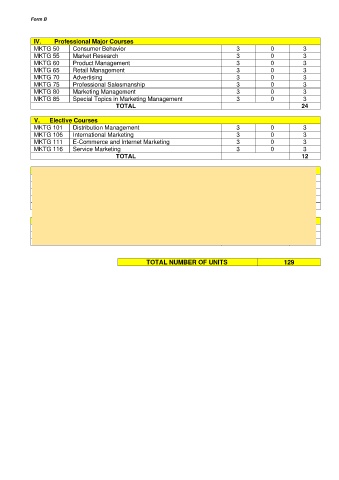 Form B
IV. Professional Major Courses
MKTG 50 Consumer Behavior 3 0 3
MKTG 55 Market Research 3 0 3
MKTG 60 Product Management 3 0 3
MKTG 65 Retail Management 3 0 3
MKTG 70 Advertising 3 0 3
MKTG 75 Professional Salesmanship 3 0 3
MKTG 80 Marketing Management 3 0 3
MKTG 85 Special Topics in Marketing Management 3 0 3
TOTAL 24
V. Elective Courses
MKTG 101 Distribution Management 3 0 3
MKTG 106 International Marketing 3 0 3
MKTG 111 E-Commerce and Internet Marketing 3 0 3
MKTG 116 Service Marketing 3 0 3
TOTAL 12
TOTAL NUMBER OF UNITS 129